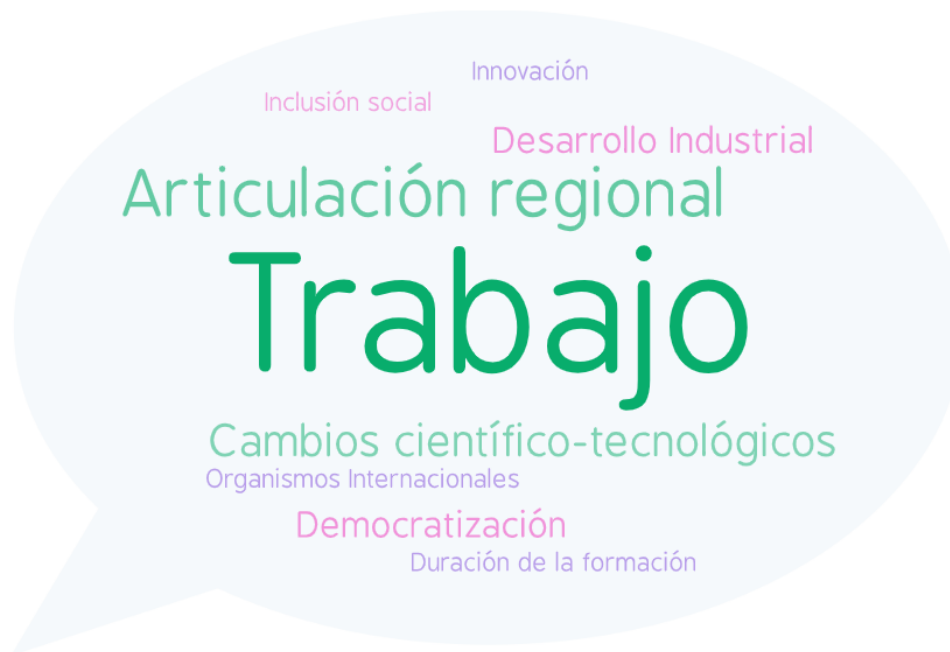 Innovación
Inclusión social
Desarrollo Industrial
Articulación regional
Trabajo
Cambios científico-tecnológicos
Organismos Internacionales
Democratización
Duración de la formación